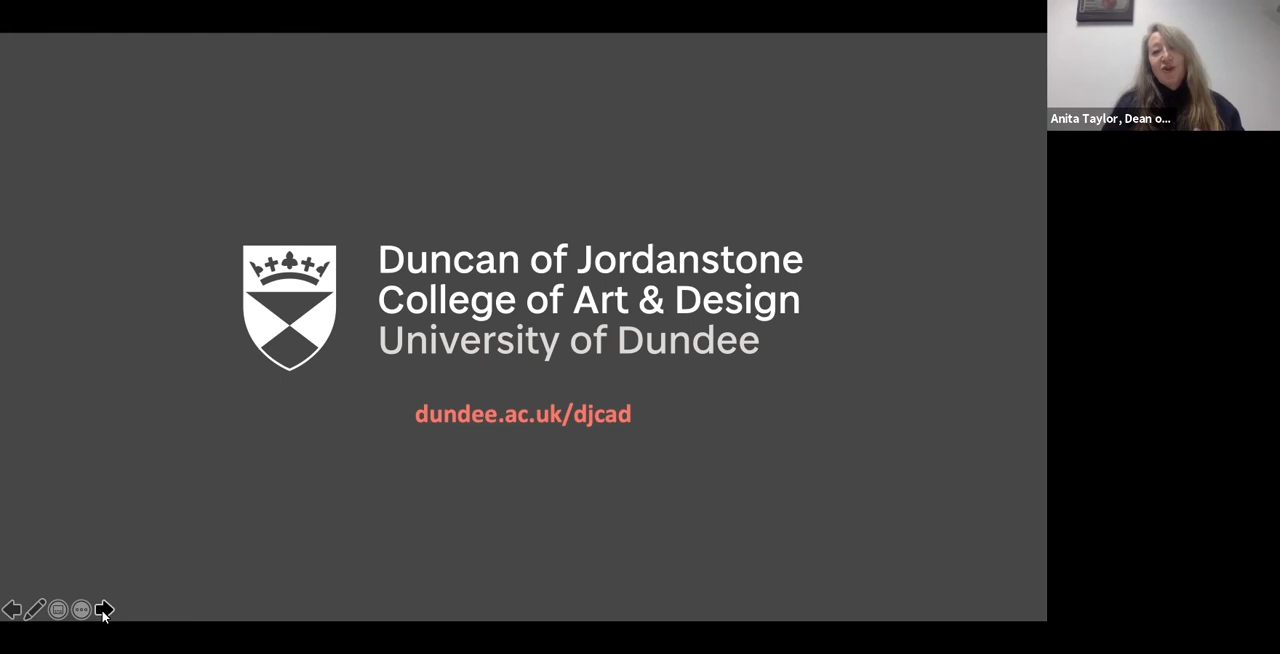 Duncan of Jordanstone
College of Art & Design
University of Dundee
dundee.ac.uk/djcad
Anita Taylor, Dean o...